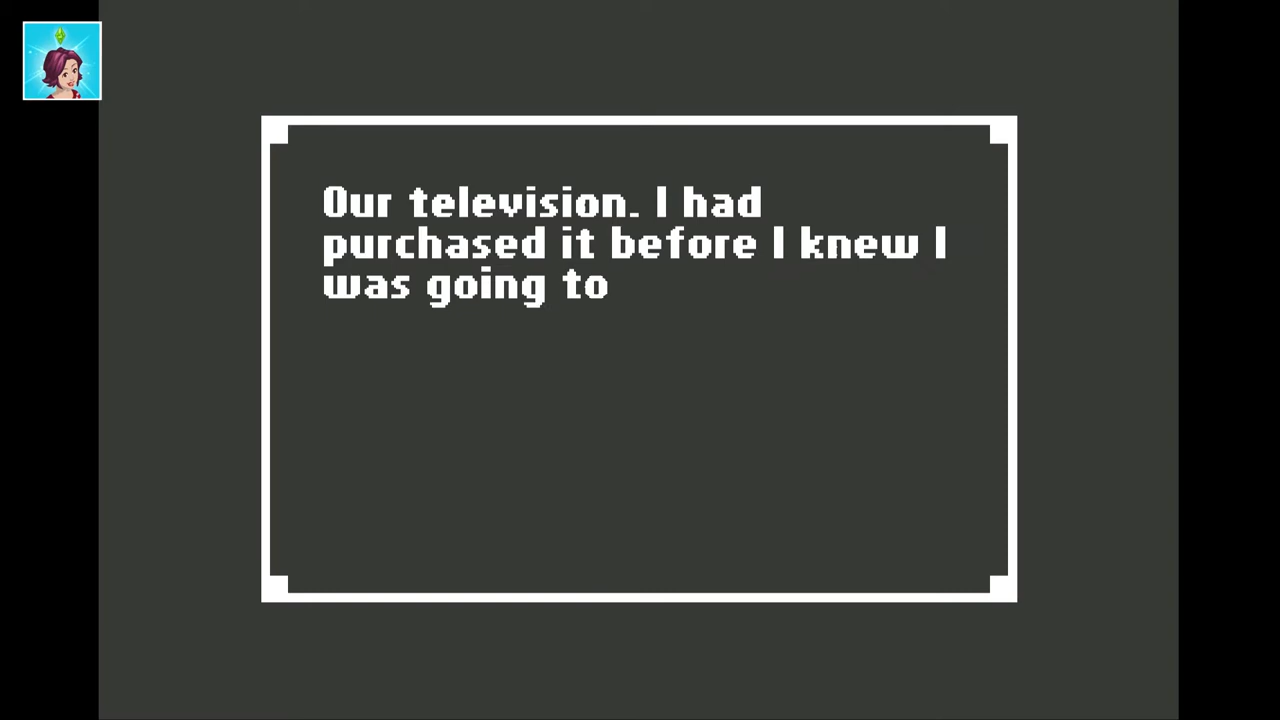 Our television. I had
purchased it before I knew I
was going to